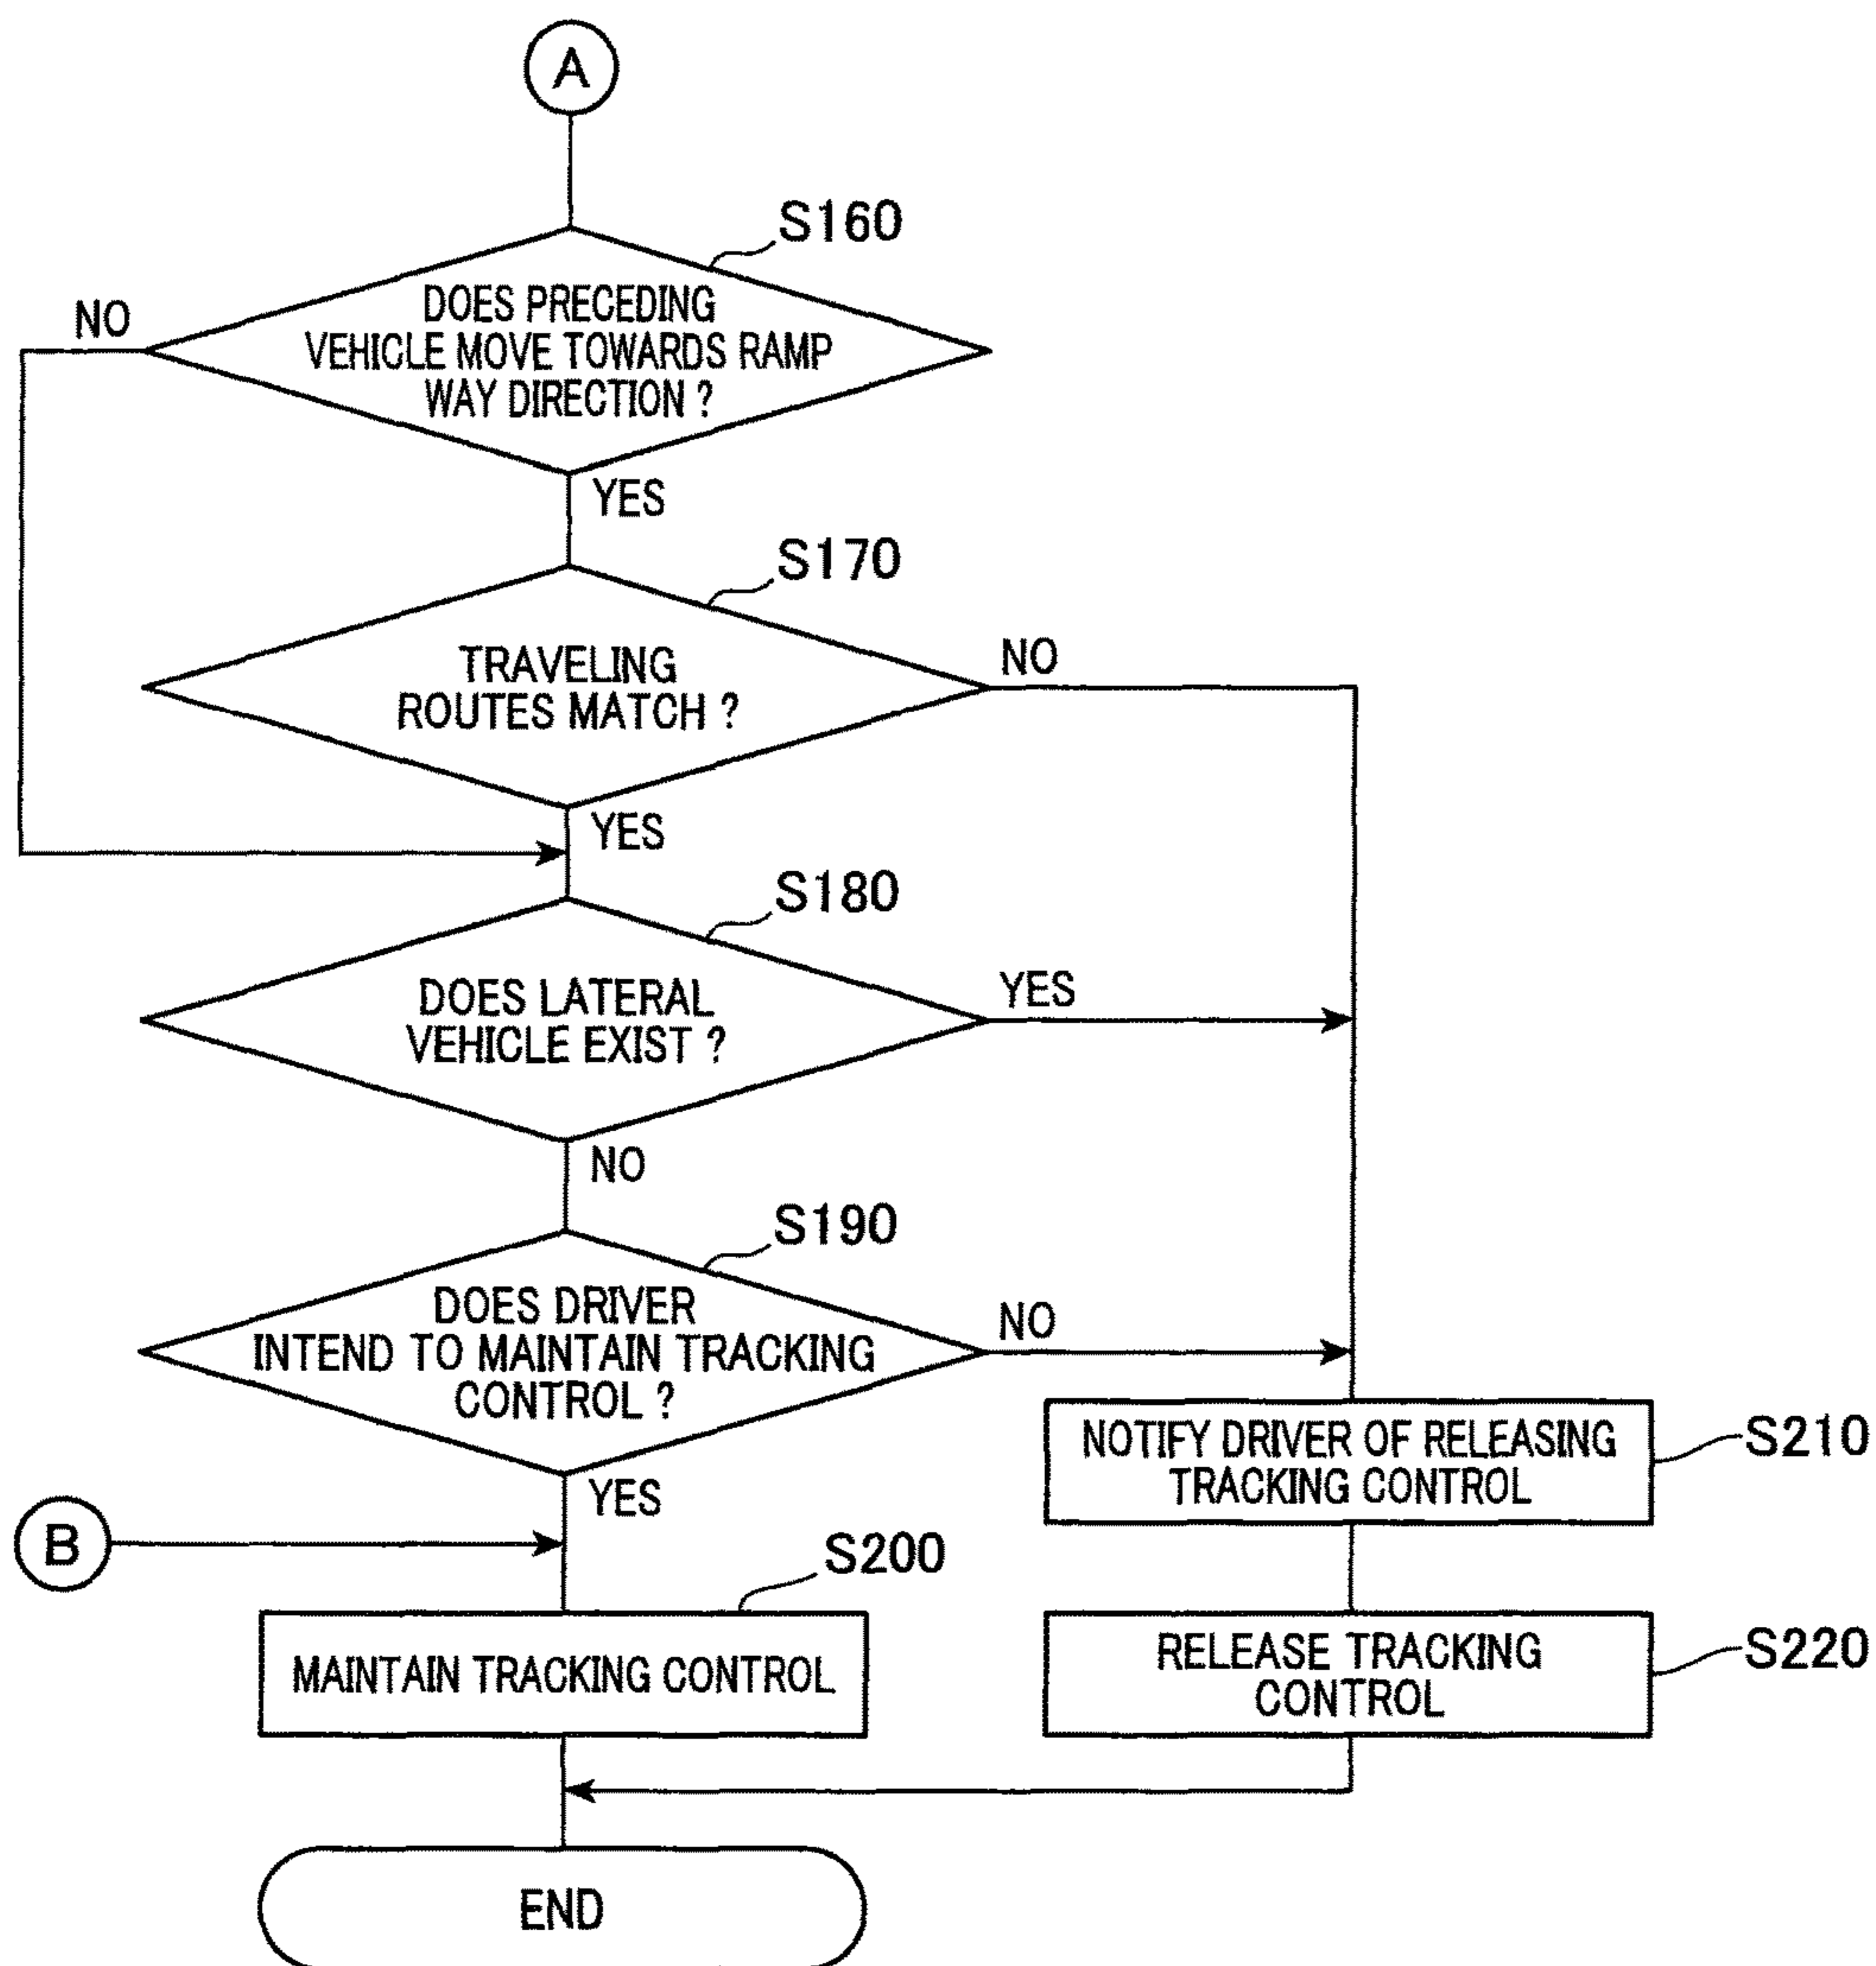 A
S160
DOES PRECEDING
VEHICLE MOVE TOWARDS RAMP
WAY DIRECTION ?
NO
YES
S170
TRAVELING
ROUTES MATCH ?
NO
YES
S180
DOES LATERAL
VEHICLE EXIST ?
YES
NO
S190
DOES DRIVER
INTEND TO MAINTAIN TRACKING
CONTROL ?
NO
YES
B
S200
MAINTAIN TRACKING CONTROL
NOTIFY DRIVER OF RELEASING
TRACKING CONTROL
S210
RELEASE TRACKING
CONTROL
S220
END